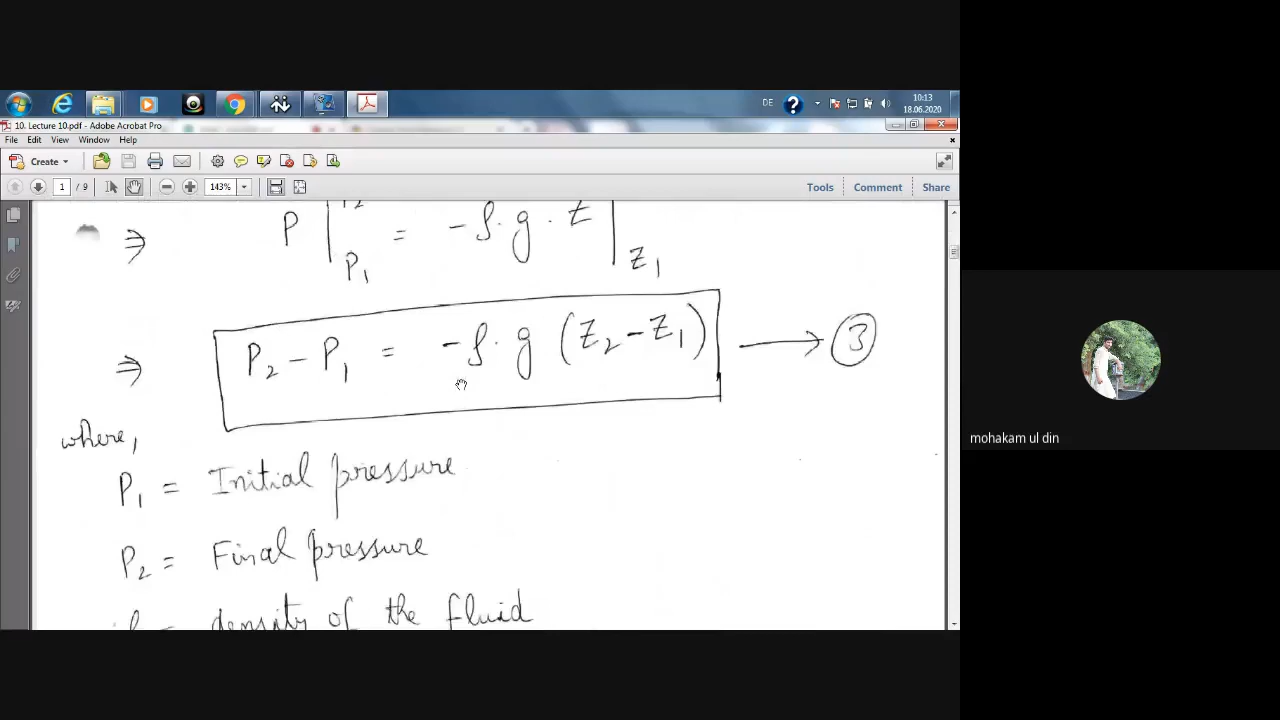 DE
10:13
18.06.2020
10. Lecture 10.pdf - Adobe Acrobat Pro
File Edit View Window Help
Create
1 / 9 143% Tools Comment Share
⇒ P | P₁ = -ρ. g . Z | Z₁
⇒ P₂ - P₁ = -ρ. g (Z₂ - Z₁) → ③
where,
P₁ = Initial pressure
P₂ = Final pressure
density of the fluid
mohakam ul din